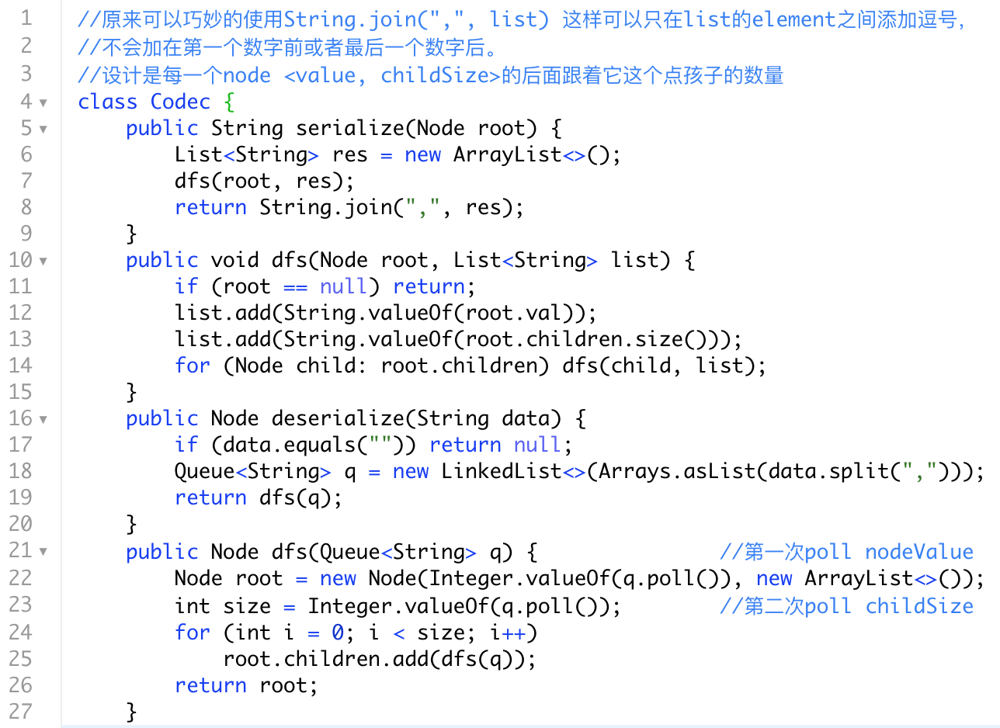 1 //原来可以巧妙的使用String.join(",", list) 这样可以只在list的element之间添加逗号,
2 //不会加在第一个数字前或者最后一个数字后。
3 //设计是每一个node <value, childSize>的后面跟着它这个点孩子的数量
4 ▾ class Codec {
5 ▾     public String serialize(Node root) {
6         List<String> res = new ArrayList<>();
7         dfs(root, res);
8         return String.join(",", res);
9     }
10 ▾     public void dfs(Node root, List<String> list) {
11         if (root == null) return;
12         list.add(String.valueOf(root.val));
13         list.add(String.valueOf(root.children.size()));
14         for (Node child: root.children) dfs(child, list);
15     }
16 ▾     public Node deserialize(String data) {
17         if (data.equals("")) return null;
18         Queue<String> q = new LinkedList<>(Arrays.asList(data.split(",")));
19         return dfs(q);
20     }
21 ▾     public Node dfs(Queue<String> q) {               //第一次poll nodeValue
22         Node root = new Node(Integer.valueOf(q.poll()), new ArrayList<>());
23         int size = Integer.valueOf(q.poll());        //第二次poll childSize
24         for (int i = 0; i < size; i++)
25             root.children.add(dfs(q));
26         return root;
27     }